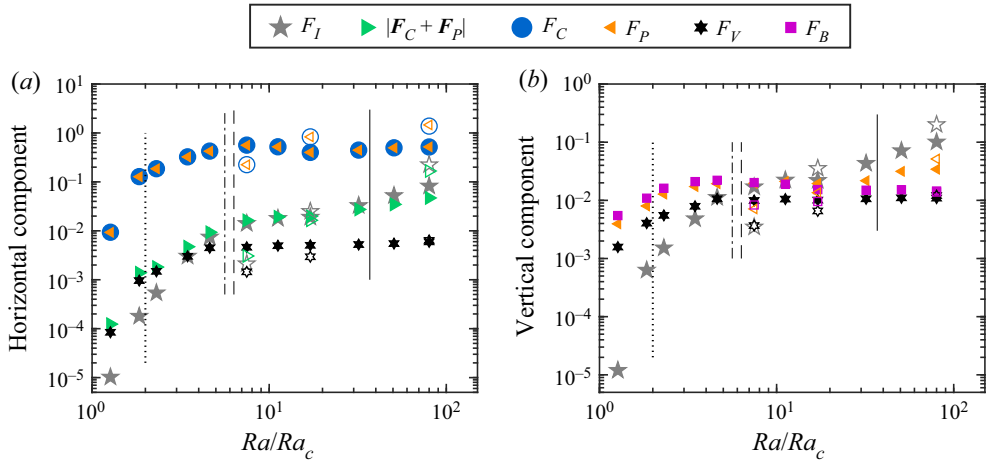 F_I |F_C + F_P| F_C F_P F_V F_B
(a)
10^1
10^0
10^-1
10^-2
10^-3
10^-4
10^-5
Horizontal component
10^0 10^1 10^2
Ra/Ra_c
(b)
10^0
10^-1
10^-2
10^-3
10^-4
10^-5
Vertical component
10^0 10^1 10^2
Ra/Ra_c